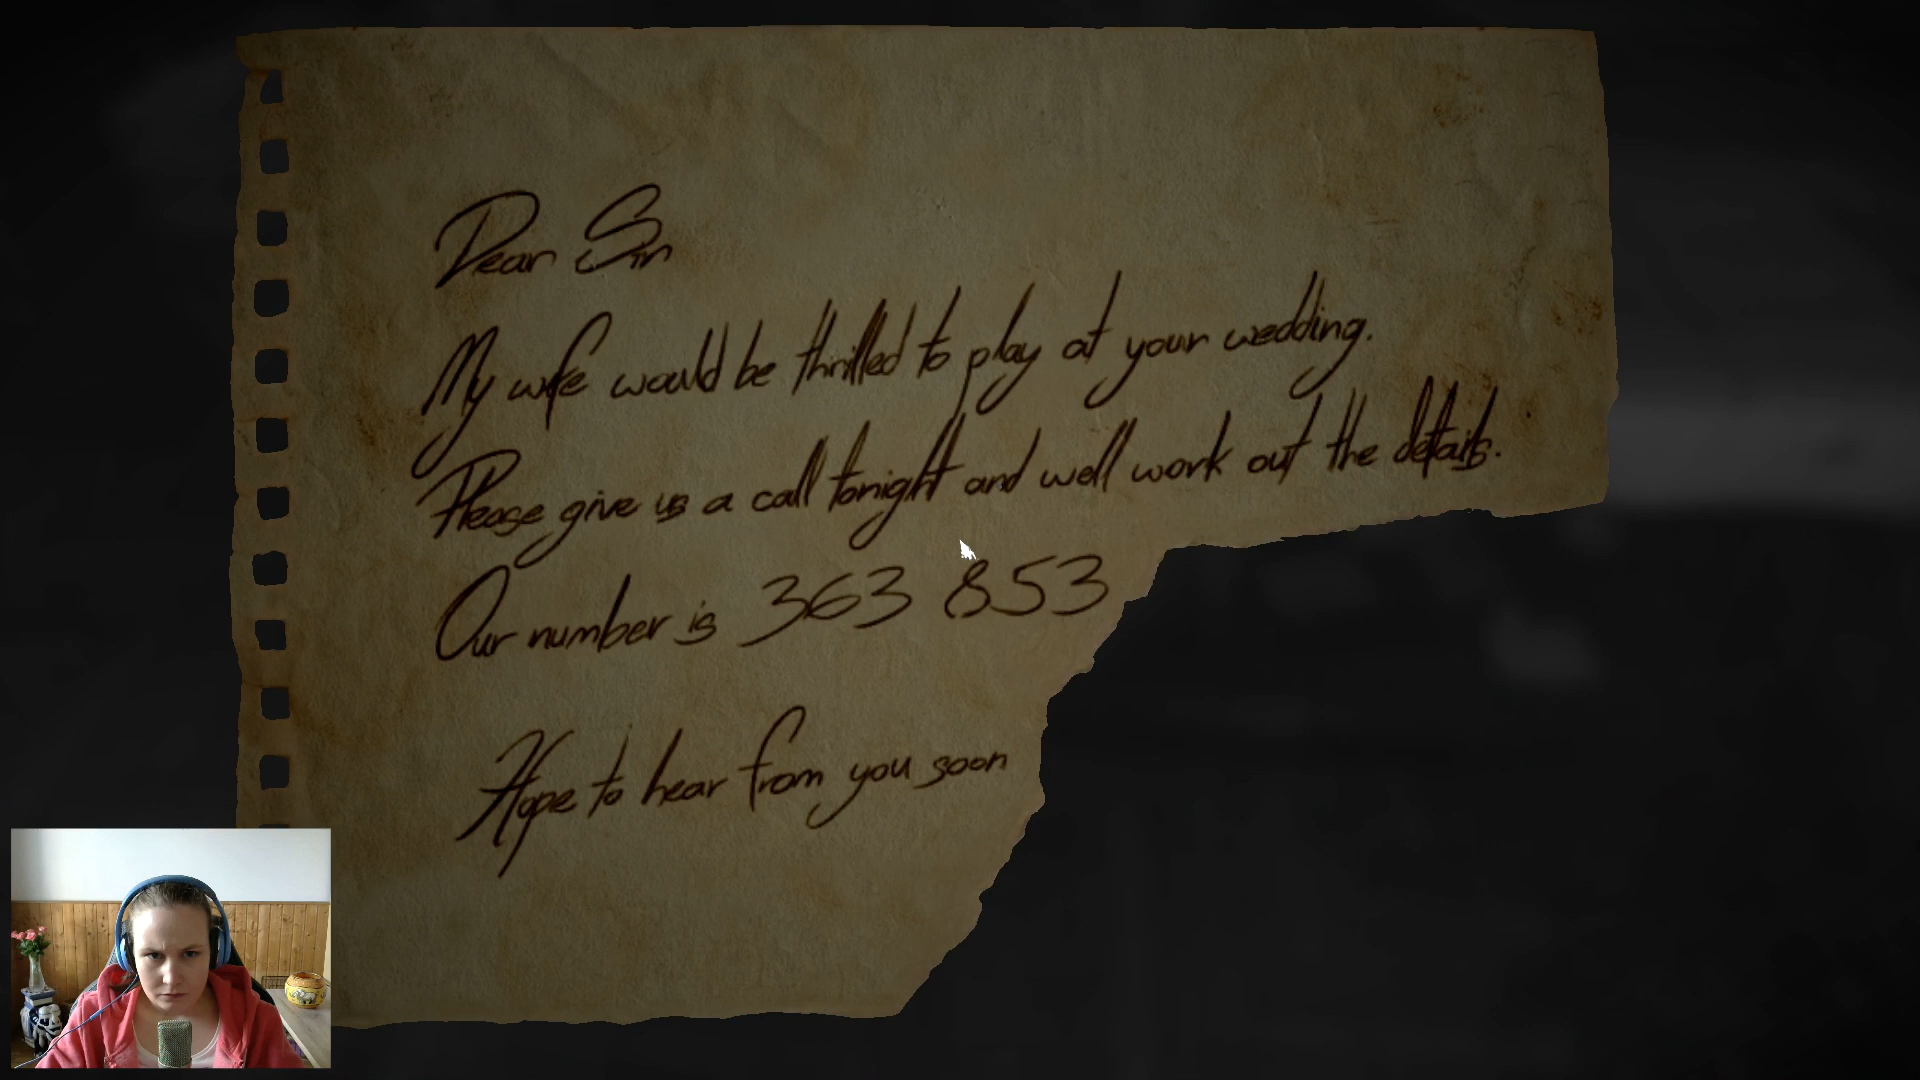 Dear Sir
My wife would be thrilled to play at your wedding.
Please give us a call tonight and well work out the details.
Our number is 363 853
Hope to hear from you soon